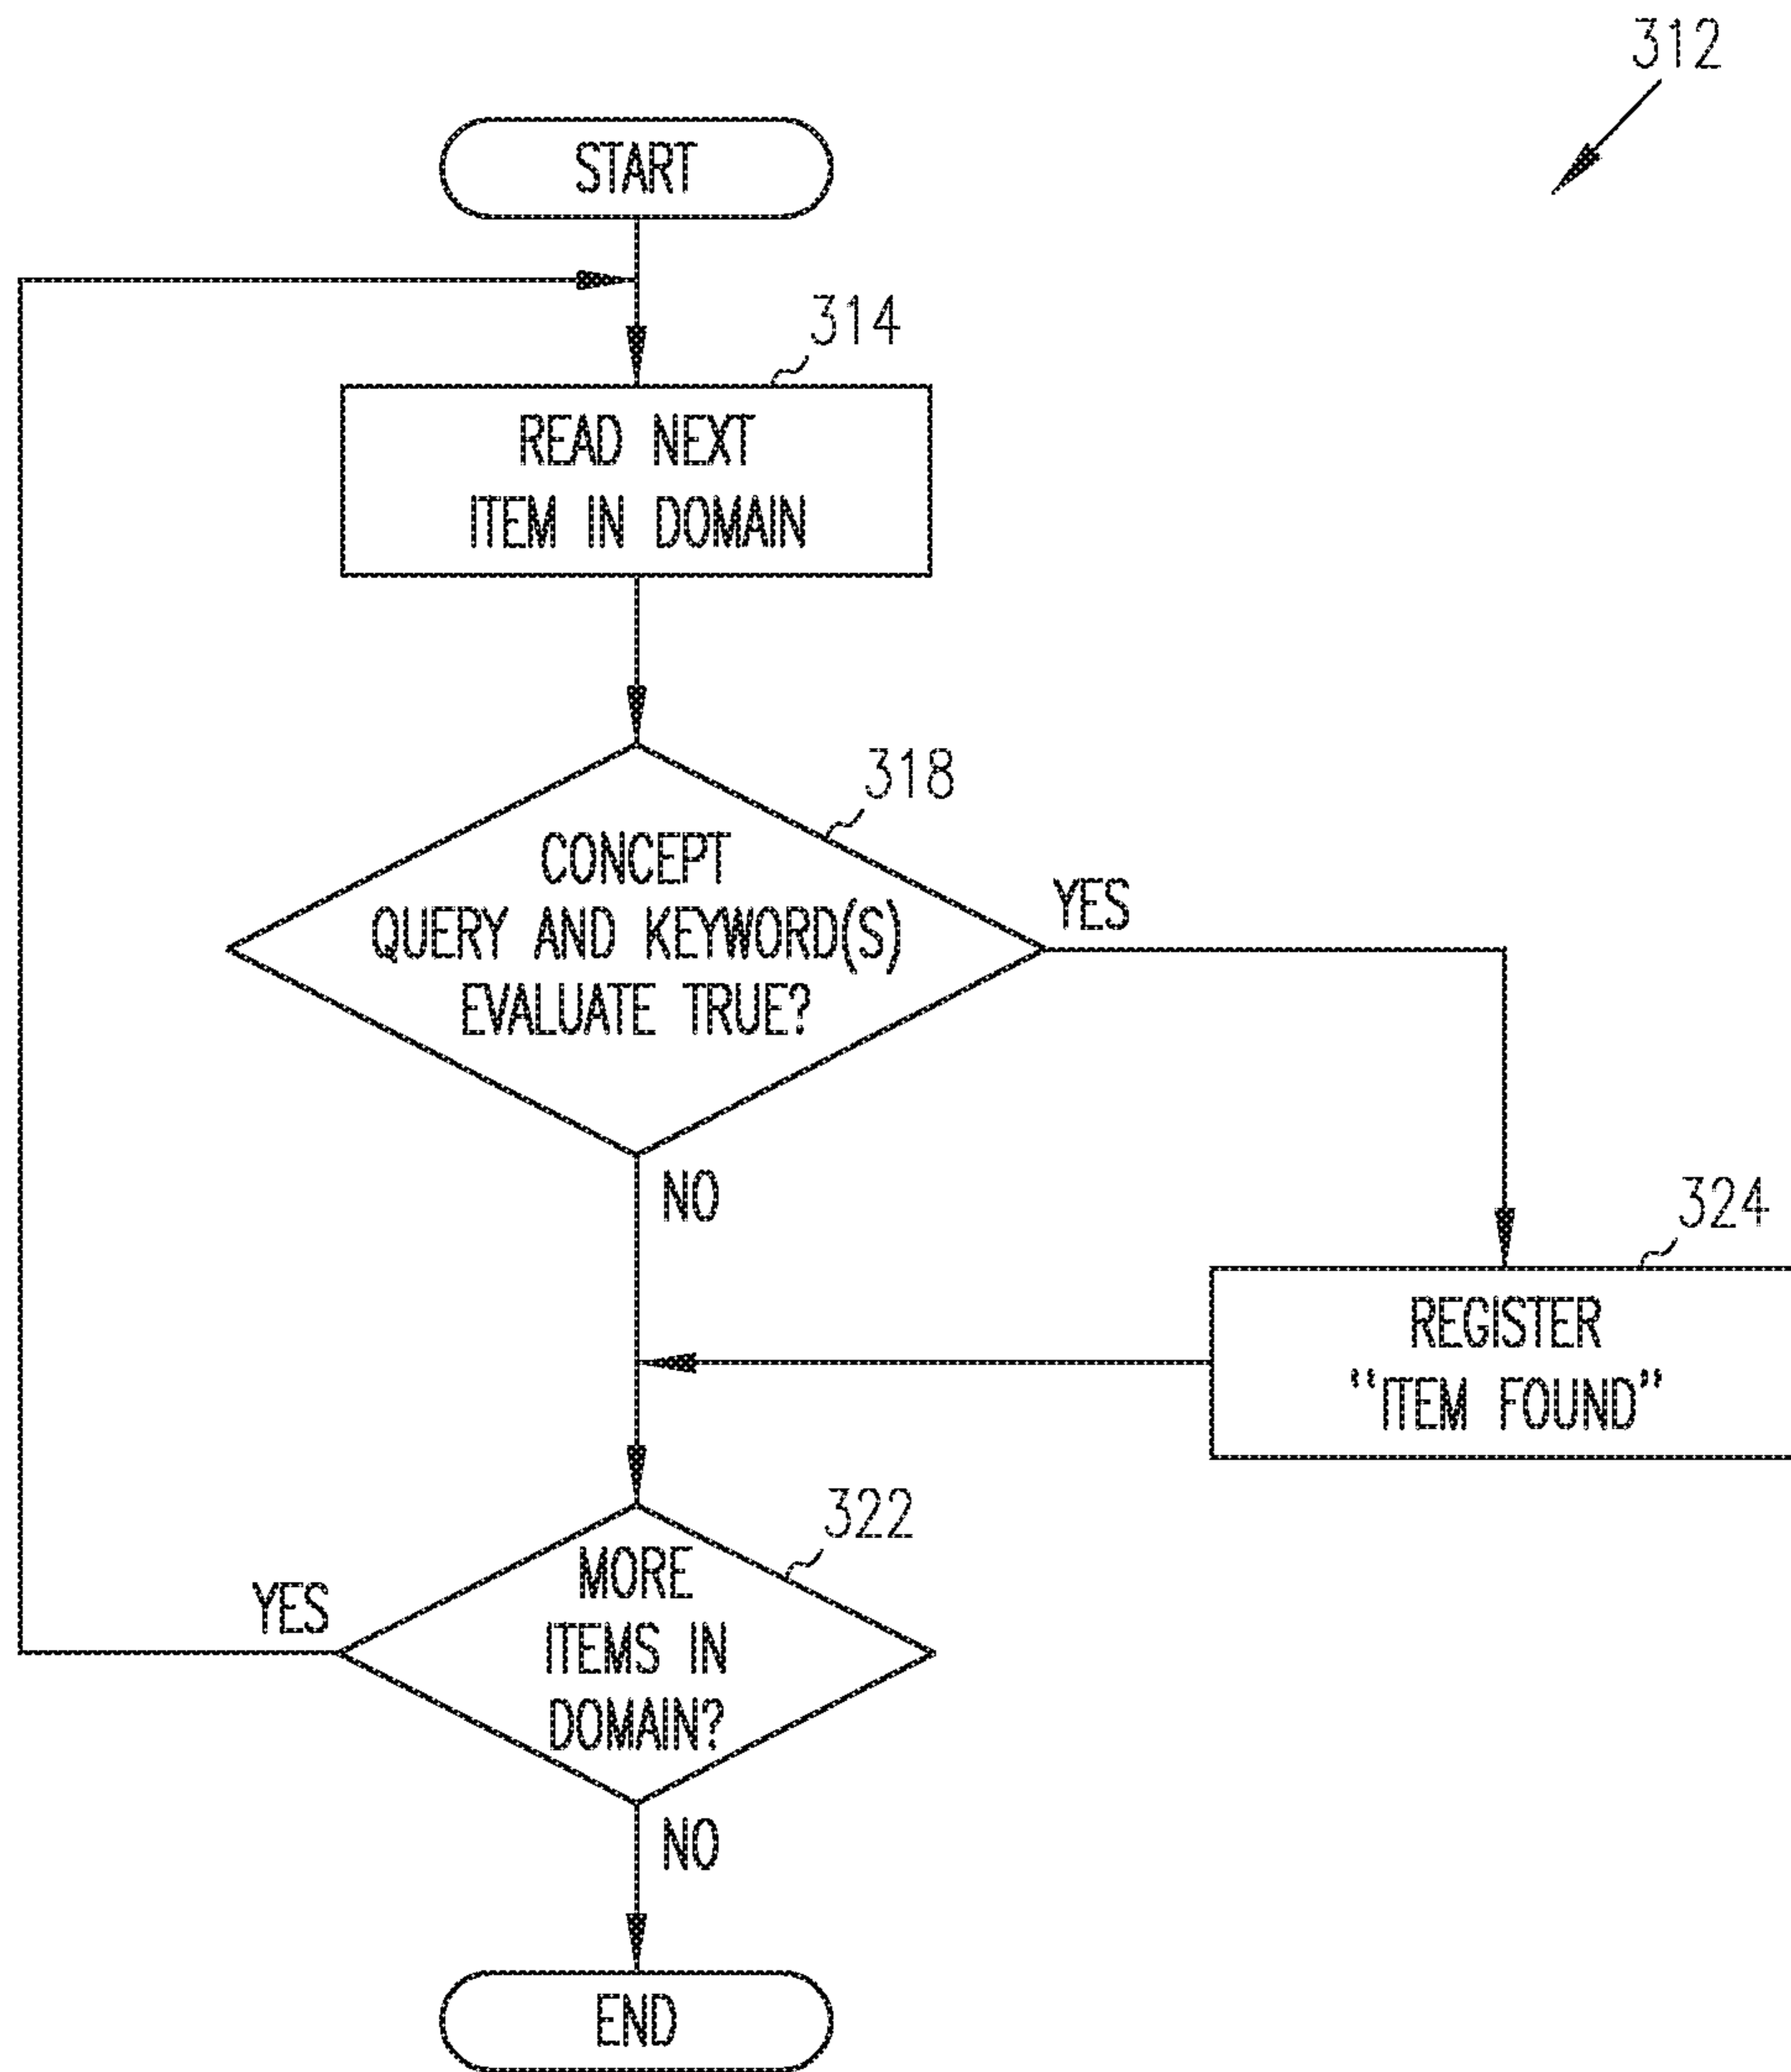 312
START
314
READ NEXT
ITEM IN DOMAIN
318
CONCEPT
QUERY AND KEYWORD(S)
EVALUATE TRUE?
YES
NO
324
REGISTER
"ITEM FOUND"
322
MORE
ITEMS IN
DOMAIN?
YES
NO
END